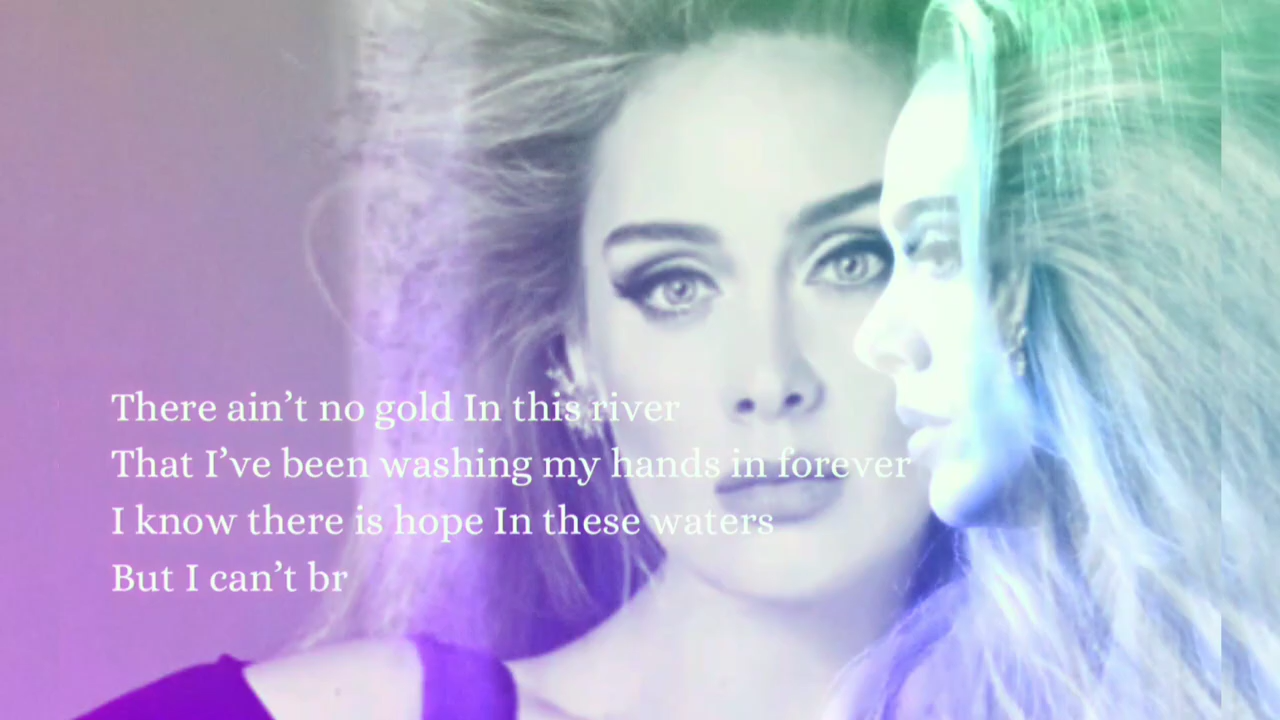 There ain’t no gold In this river
That I’ve been washing my hands in forever
I know there is hope In these waters
But I can’t br